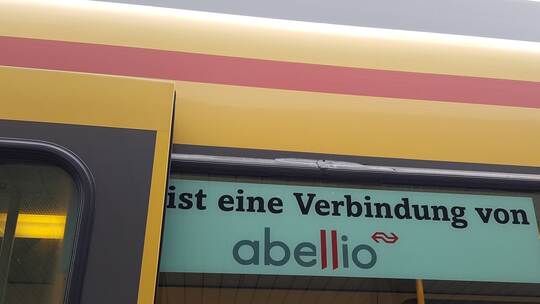 ist eine Verbindung von
abellio